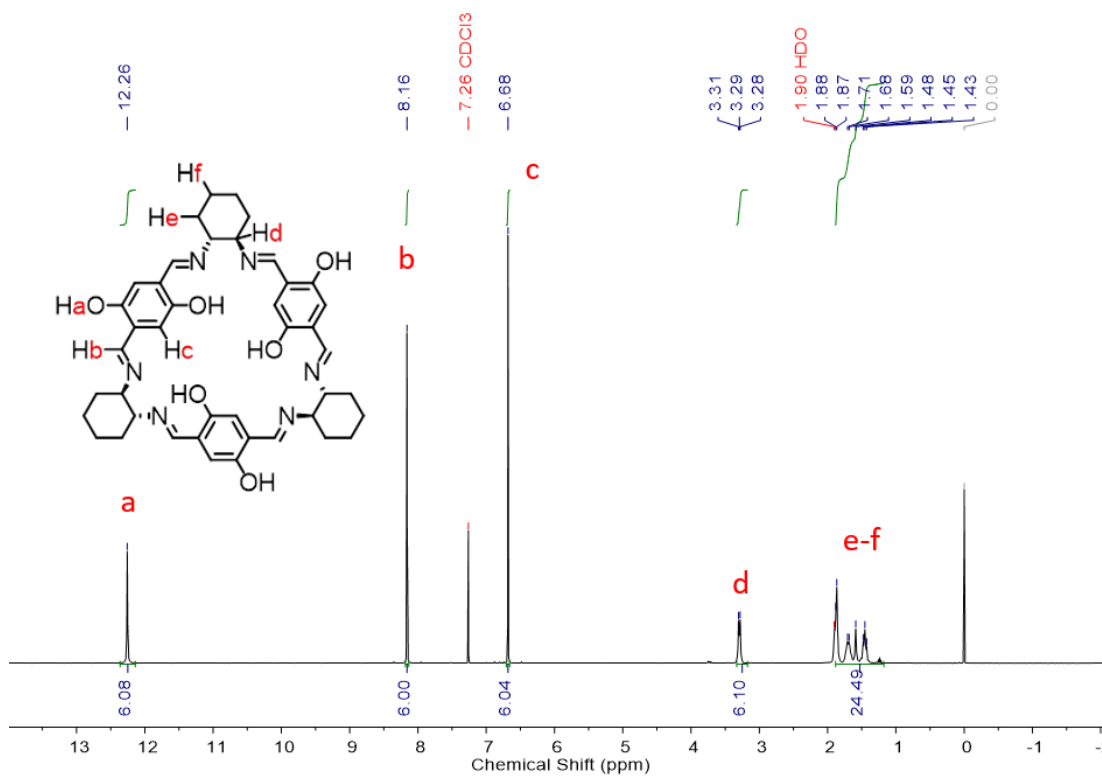 12.26
8.16
7.26 CDCl3
6.68
3.31
3.29
3.28
1.90 HDO
1.88
1.87
1.71
1.68
1.59
1.48
1.45
1.43
0.00
c
Hf
He
Hd
N
N
OH
HaO
OH
b
Hb
Hc
HO
N
N
HO
N
N
OH
a
d
e-f
6.08
6.00
6.04
6.10
24.49
13 12 11 10 9 8 7 6 5 4 3 2 1 0 -1
Chemical Shift (ppm)